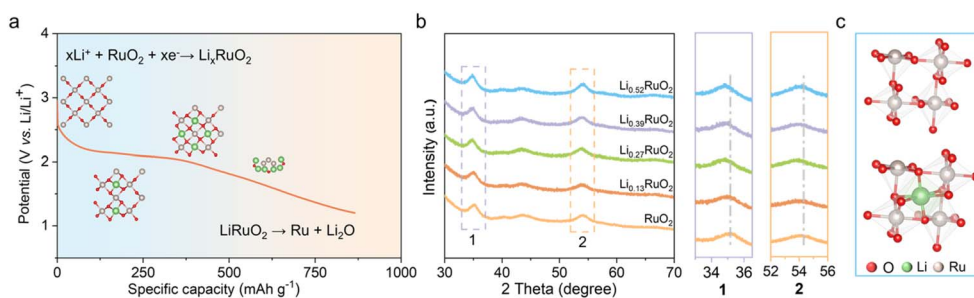 a
xLi⁺ + RuO₂ + xe⁻→ LiₓRuO₂
LiRuO₂ → Ru + Li₂O
Potential (V vs. Li/Li⁺)
4
3
2
1
0
250
500
750
1000
Specific capacity (mAh g⁻¹)
b
Intensity (a.u.)
Li₀.₅₂RuO₂
Li₀.₃₉RuO₂
Li₀.₂₇RuO₂
Li₀.₁₃RuO₂
RuO₂
1
2
30
40
50
60
70
2 Theta (degree)
34
36
1
52
54
56
2
c
O
Li
Ru